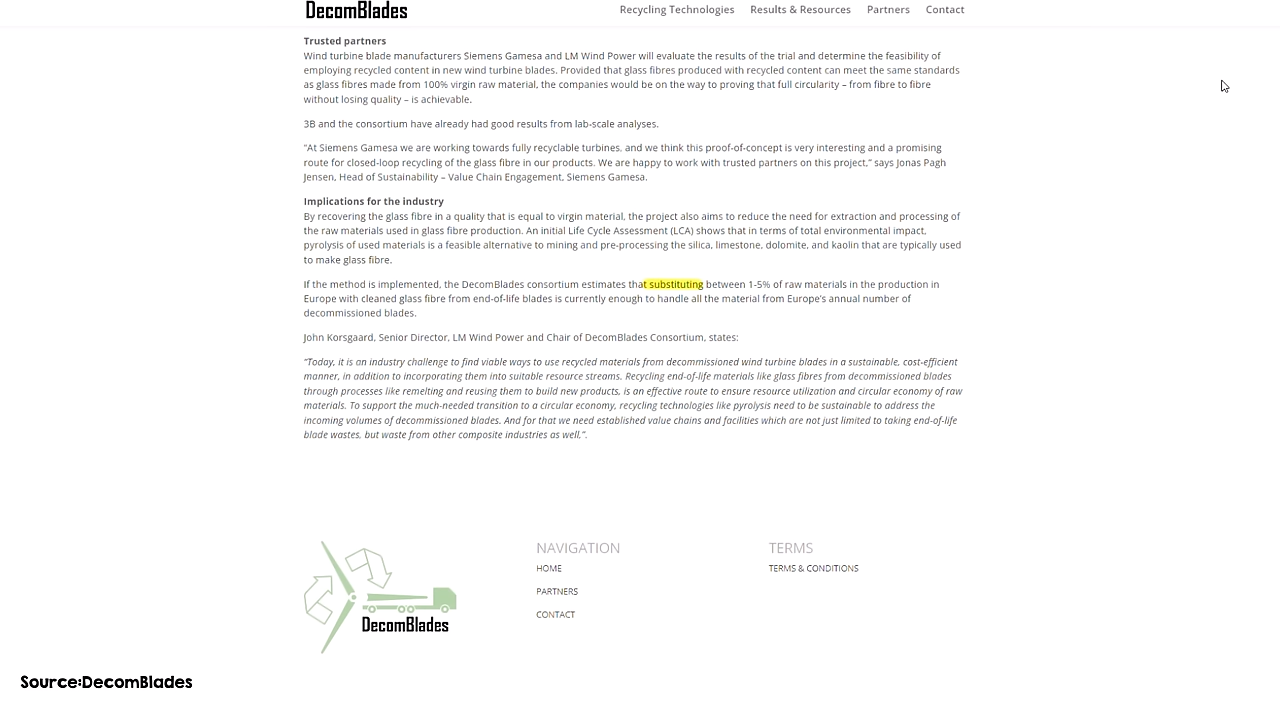 DecomBlades
Recycling Technologies Results & Resources Partners Contact
Trusted partners
Wind turbine blade manufacturers Siemens Gamesa and LM Wind Power will evaluate the results of the trial and determine the feasibility of
employing recycled content in new wind turbine blades. Provided that glass fibres produced with recycled content can meet the same standards
as glass fibres made from 100% virgin raw material, the companies would be on the way to proving that full circularity – from fibre to fibre
without losing quality – is achievable.
3B and the consortium have already had good results from lab-scale analyses.
“At Siemens Gamesa we are working towards fully recyclable turbines, and we think this proof-of-concept is very interesting and a promising
route for closed-loop recycling of the glass fibre in our products. We are happy to work with trusted partners on this project,” says Jonas Pagh
Jensen, Head of Sustainability – Value Chain Engagement, Siemens Gamesa.
Implications for the industry
By recovering the glass fibre in a quality that is equal to virgin material, the project also aims to reduce the need for extraction and processing of
the raw materials used in glass fibre production. An initial Life Cycle Assessment (LCA) shows that in terms of total environmental impact,
pyrolysis of used materials is a feasible alternative to mining and pre-processing the silica, limestone, dolomite, and kaolin that are typically used
to make glass fibre.
If the method is implemented, the DecomBlades consortium estimates that substituting between 1-5% of raw materials in the production in
Europe with cleaned glass fibre from end-of-life blades is currently enough to handle all the material from Europe’s annual number of
decommissioned blades.
John Korsgaard, Senior Director, LM Wind Power and Chair of DecomBlades Consortium, states:
“Today, it is an industry challenge to find viable ways to use recycled materials from decommissioned wind turbine blades in a sustainable, cost-efficient
manner, in addition to incorporating them into suitable resource streams. Recycling end-of-life materials like glass fibres from decommissioned blades
through processes like remelting and reusing them to build new products, is an effective route to ensure resource utilization and circular economy of raw
materials. To support the much-needed transition to a circular economy, recycling technologies like pyrolysis need to be sustainable to address the
incoming volumes of decommissioned blades. And for that we need established value chains and facilities which are not just limited to taking end-of-life
blade wastes, but waste from other composite industries as well.”.
DecomBlades
NAVIGATION
HOME
PARTNERS
CONTACT
TERMS
TERMS & CONDITIONS
Source:DecomBlades